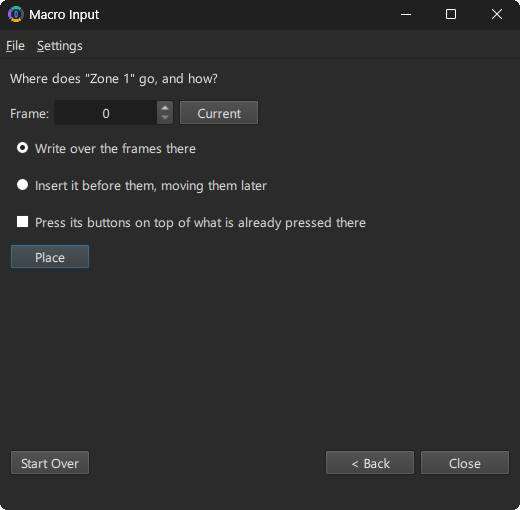 Macro Input
File Settings
Where does "Zone 1" go, and how?
Frame: 0 Current
Write over the frames there
Insert it before them, moving them later
Press its buttons on top of what is already pressed there
Place
Start Over < Back Close